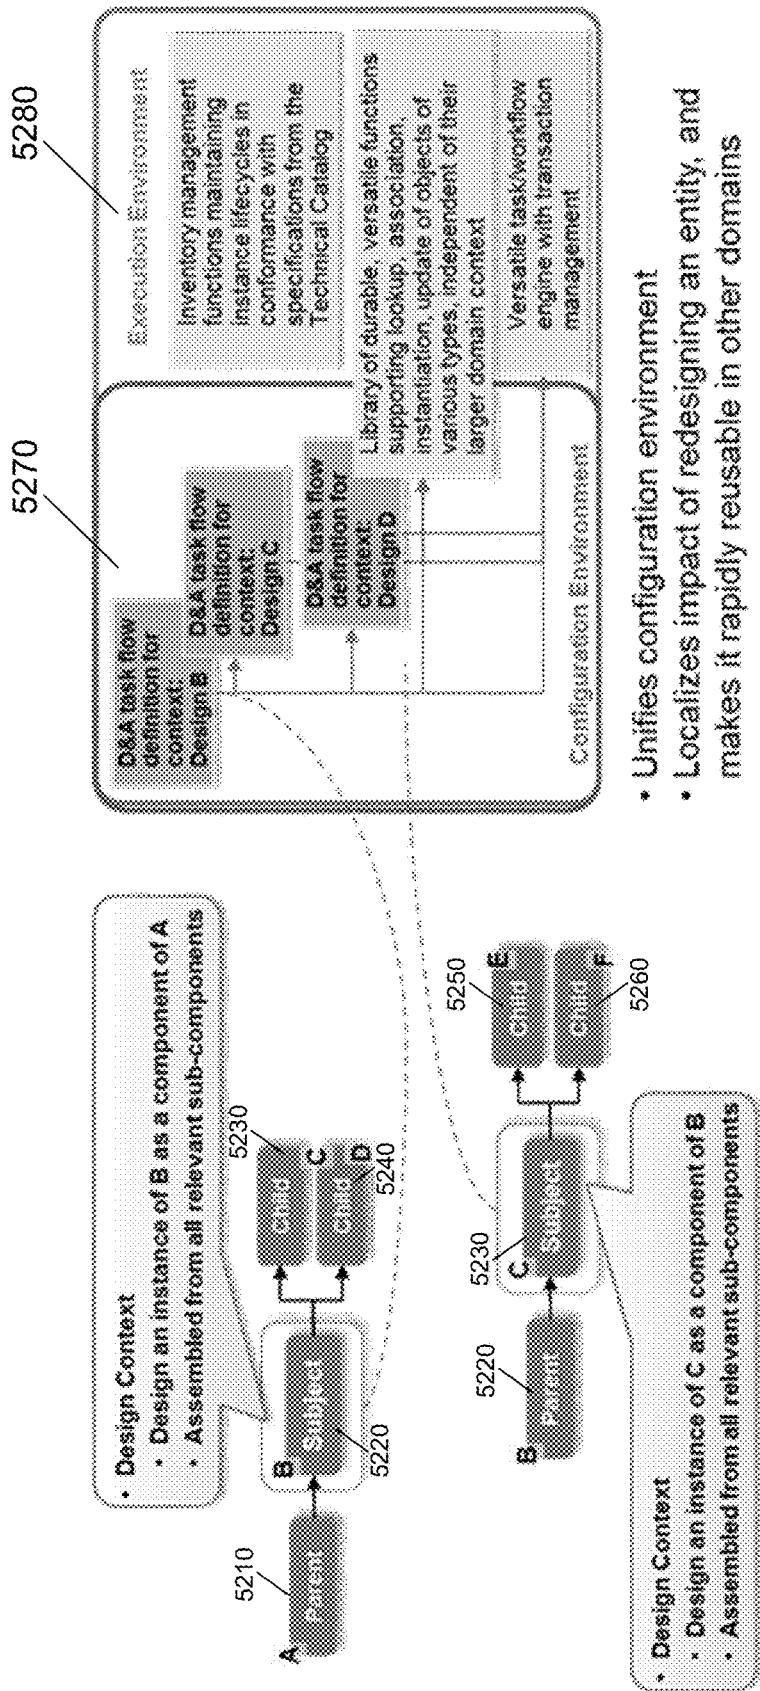 • Design Context
• Design an instance of B as a component of A
• Assembled from all relevant sub-components
5210
A
Parent
B
Subject
5220
5230
Child
C
Child
D
5240
5220
B
Parent
5230
C
Subject
5250
Child
E
Child
F
5260
• Design Context
• Design an instance of C as a component of B
• Assembled from all relevant sub-components
5270
5280
D&A task flow
definition for
context:
Design B
D&A task flow
definition for
context:
Design C
D&A task flow
definition for
context:
Design D
Configuration Environment
Execution Environment
Inventory management
functions maintaining
instance lifecycles in
conformance with
specifications from the
Technical Catalog
Library of durable, versatile functions
supporting lookup, association,
instantiation, update of objects of
various types, independent of their
larger domain context
Versatile task/workflow
engine with transaction
management
• Unifies configuration environment
• Localizes impact of redesigning an entity, and
makes it rapidly reusable in other domains